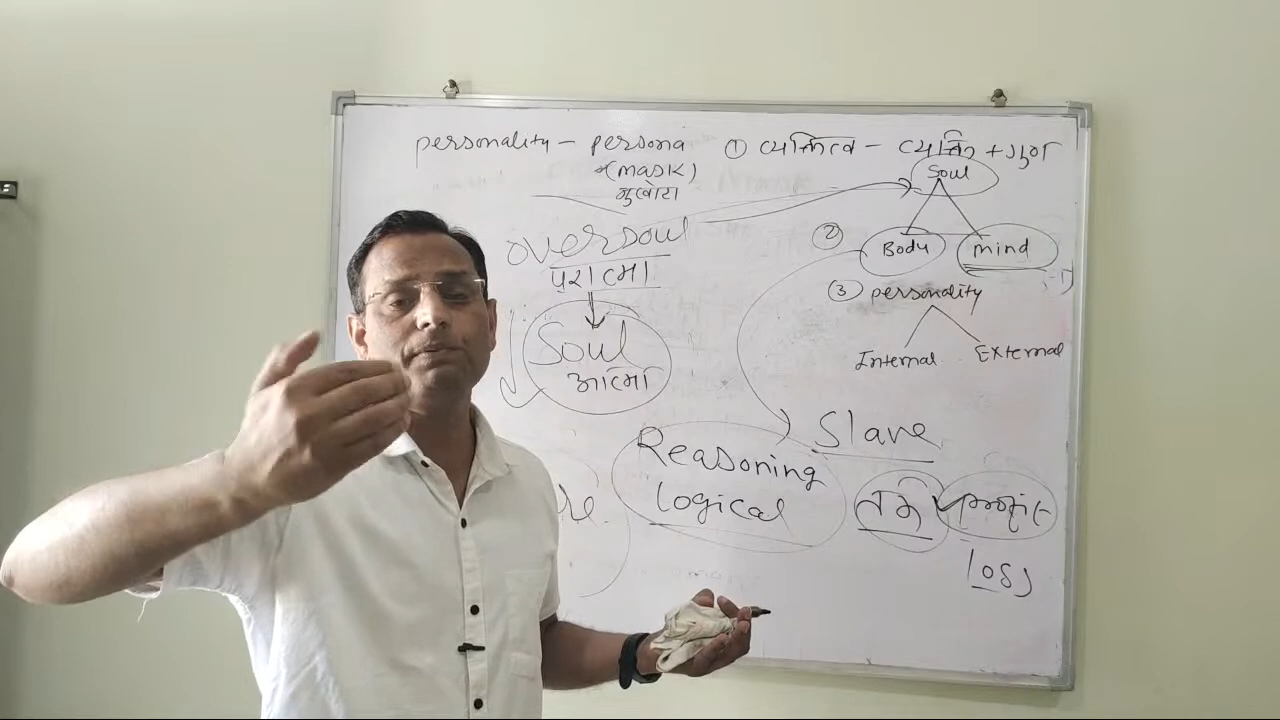 personality - persona
(mask)
मुखोटा
① व्यक्तित्व - व्यक्ति + गुण
Soul
② Body mind
③ personality
Internal External
oversoul
परात्मा
Soul
आत्मा
Slave
Reasoning
logical
तर्क profit
loss